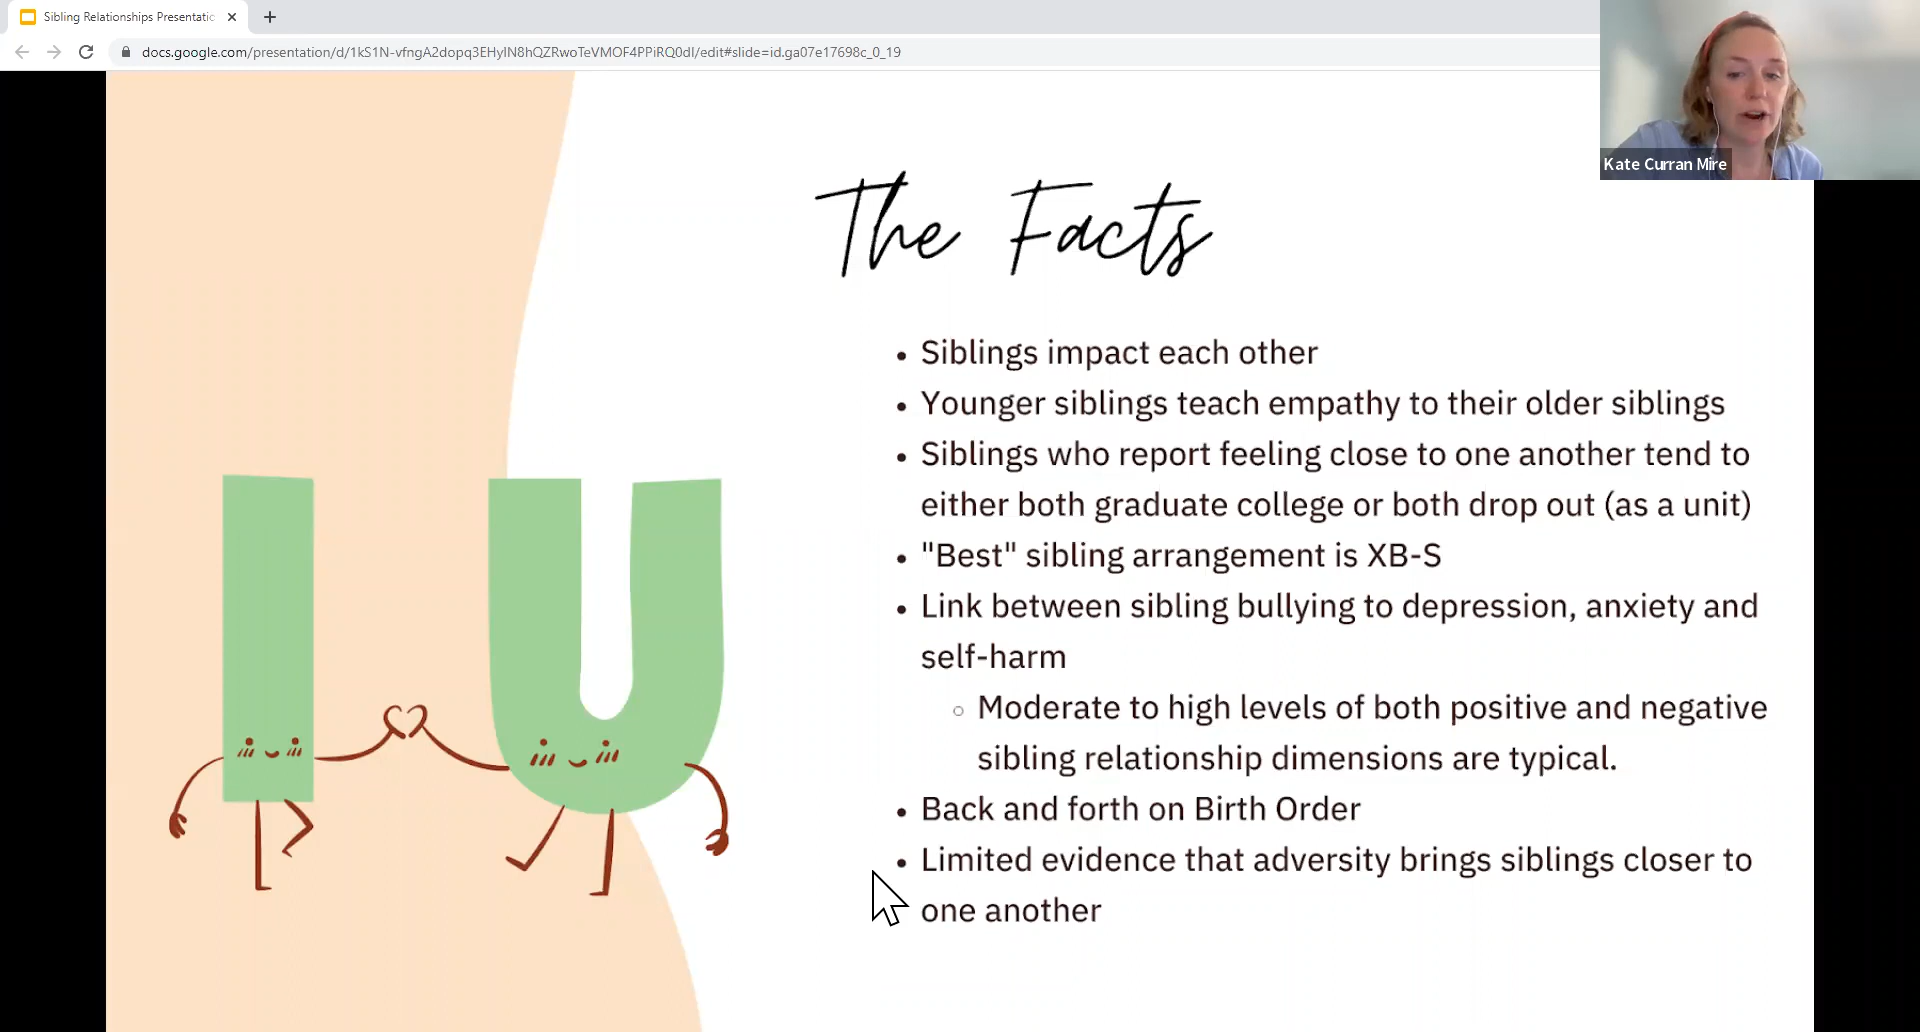 Sibling Relationships Presentatio
docs.google.com/presentation/d/1kS1N-vfngA2dopq3EHyIN8hQZRwoTeVMOF4PPiRQ0dI/edit#slide=id.ga07e17698c_0_19
Kate Curran Mire
The Facts
• Siblings impact each other
• Younger siblings teach empathy to their older siblings
• Siblings who report feeling close to one another tend to
either both graduate college or both drop out (as a unit)
• "Best" sibling arrangement is XB-S
• Link between sibling bullying to depression, anxiety and
self-harm
○ Moderate to high levels of both positive and negative
sibling relationship dimensions are typical.
• Back and forth on Birth Order
• Limited evidence that adversity brings siblings closer to
one another
I U